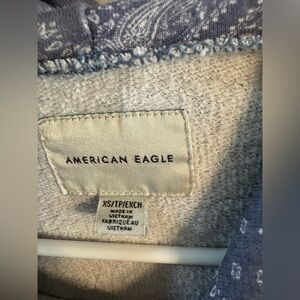 AMERICAN EAGLE
XS/TP/EXCH
MADE IN
VIETNAM
FABRIQUÉ AU
VIETNAM